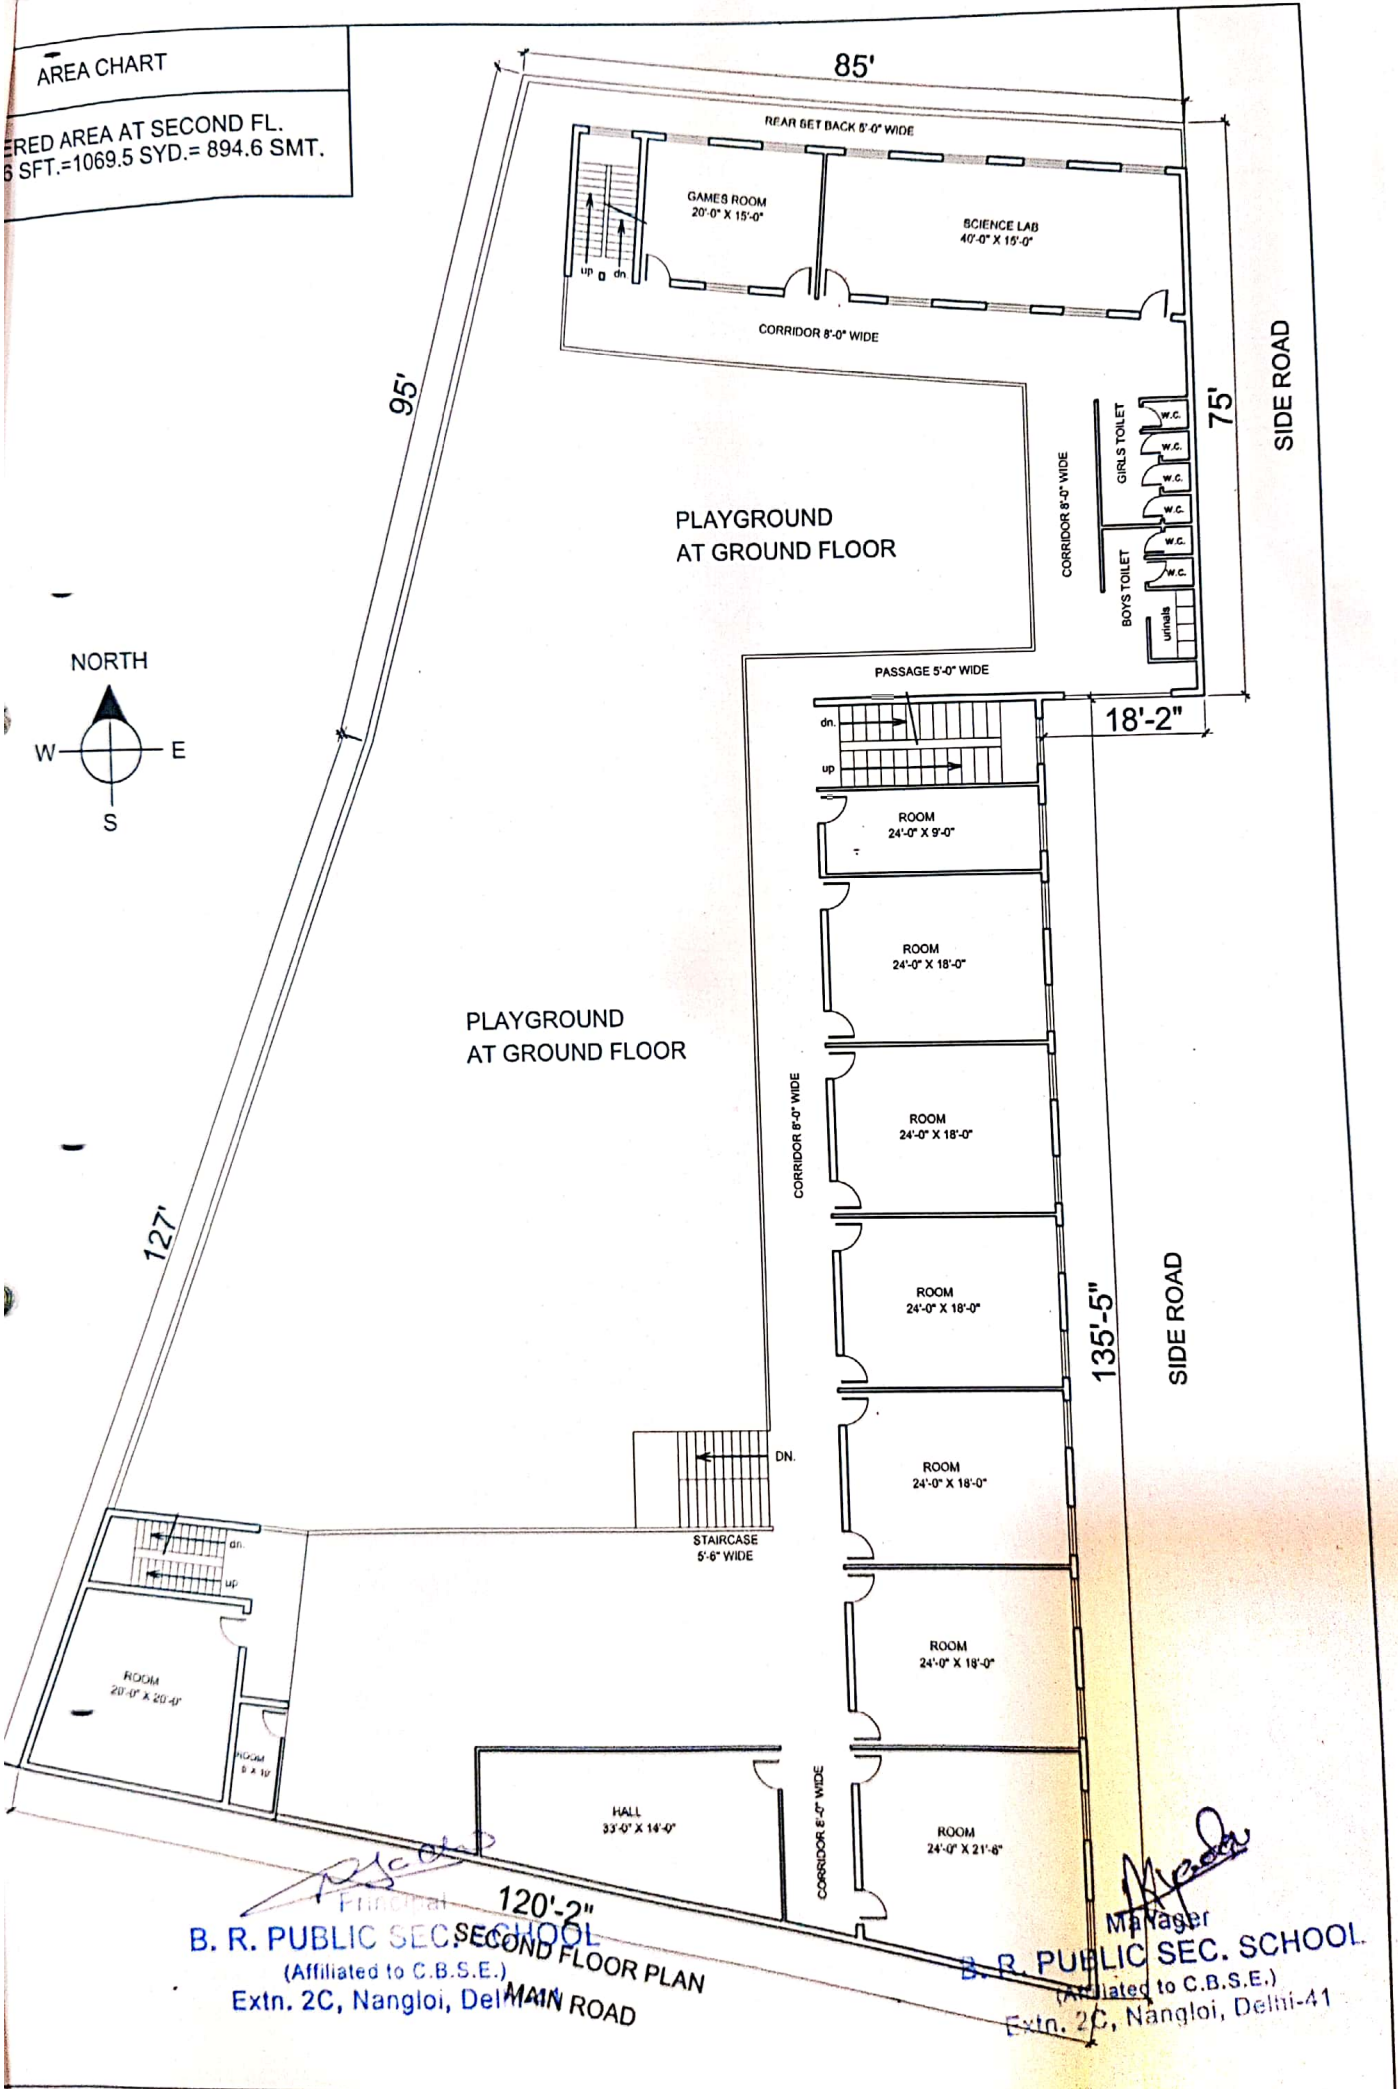 AREA CHART
ERED AREA AT SECOND FL.
6 SFT.=1069.5 SYD.= 894.6 SMT.
85'
REAR SET BACK 5'-0" WIDE
GAMES ROOM
20'-0" X 15'-0"
SCIENCE LAB
40'-0" X 15'-0"
up
dn
CORRIDOR 8'-0" WIDE
95'
75'
SIDE ROAD
GIRLS TOILET
W.C.
W.C.
W.C.
W.C.
W.C.
W.C.
BOYS TOILET
urinals
CORRIDOR 8'-0" WIDE
PLAYGROUND
AT GROUND FLOOR
NORTH
W
E
S
PASSAGE 5'-0" WIDE
18'-2"
dn.
up
ROOM
24'-0" X 9'-0"
ROOM
24'-0" X 18'-0"
PLAYGROUND
AT GROUND FLOOR
CORRIDOR 8'-0" WIDE
ROOM
24'-0" X 18'-0"
127'
ROOM
24'-0" X 18'-0"
135'-5"
SIDE ROAD
DN.
STAIRCASE
5'-6" WIDE
ROOM
24'-0" X 18'-0"
dn.
up
ROOM
24'-0" X 18'-0"
ROOM
20'-0" X 20'-0"
ROOM
HALL
33'-0" X 14'-0"
CORRIDOR 8'-0" WIDE
ROOM
24'-0" X 21'-6"
120'-2"
SECOND FLOOR PLAN
MAIN ROAD
Principal
B. R. PUBLIC SEC. SCHOOL
(Affiliated to C.B.S.E.)
Extn. 2C, Nangloi, Delhi-41
Manager
B. R. PUBLIC SEC. SCHOOL
(Affiliated to C.B.S.E.)
Extn. 2C, Nangloi, Delhi-41